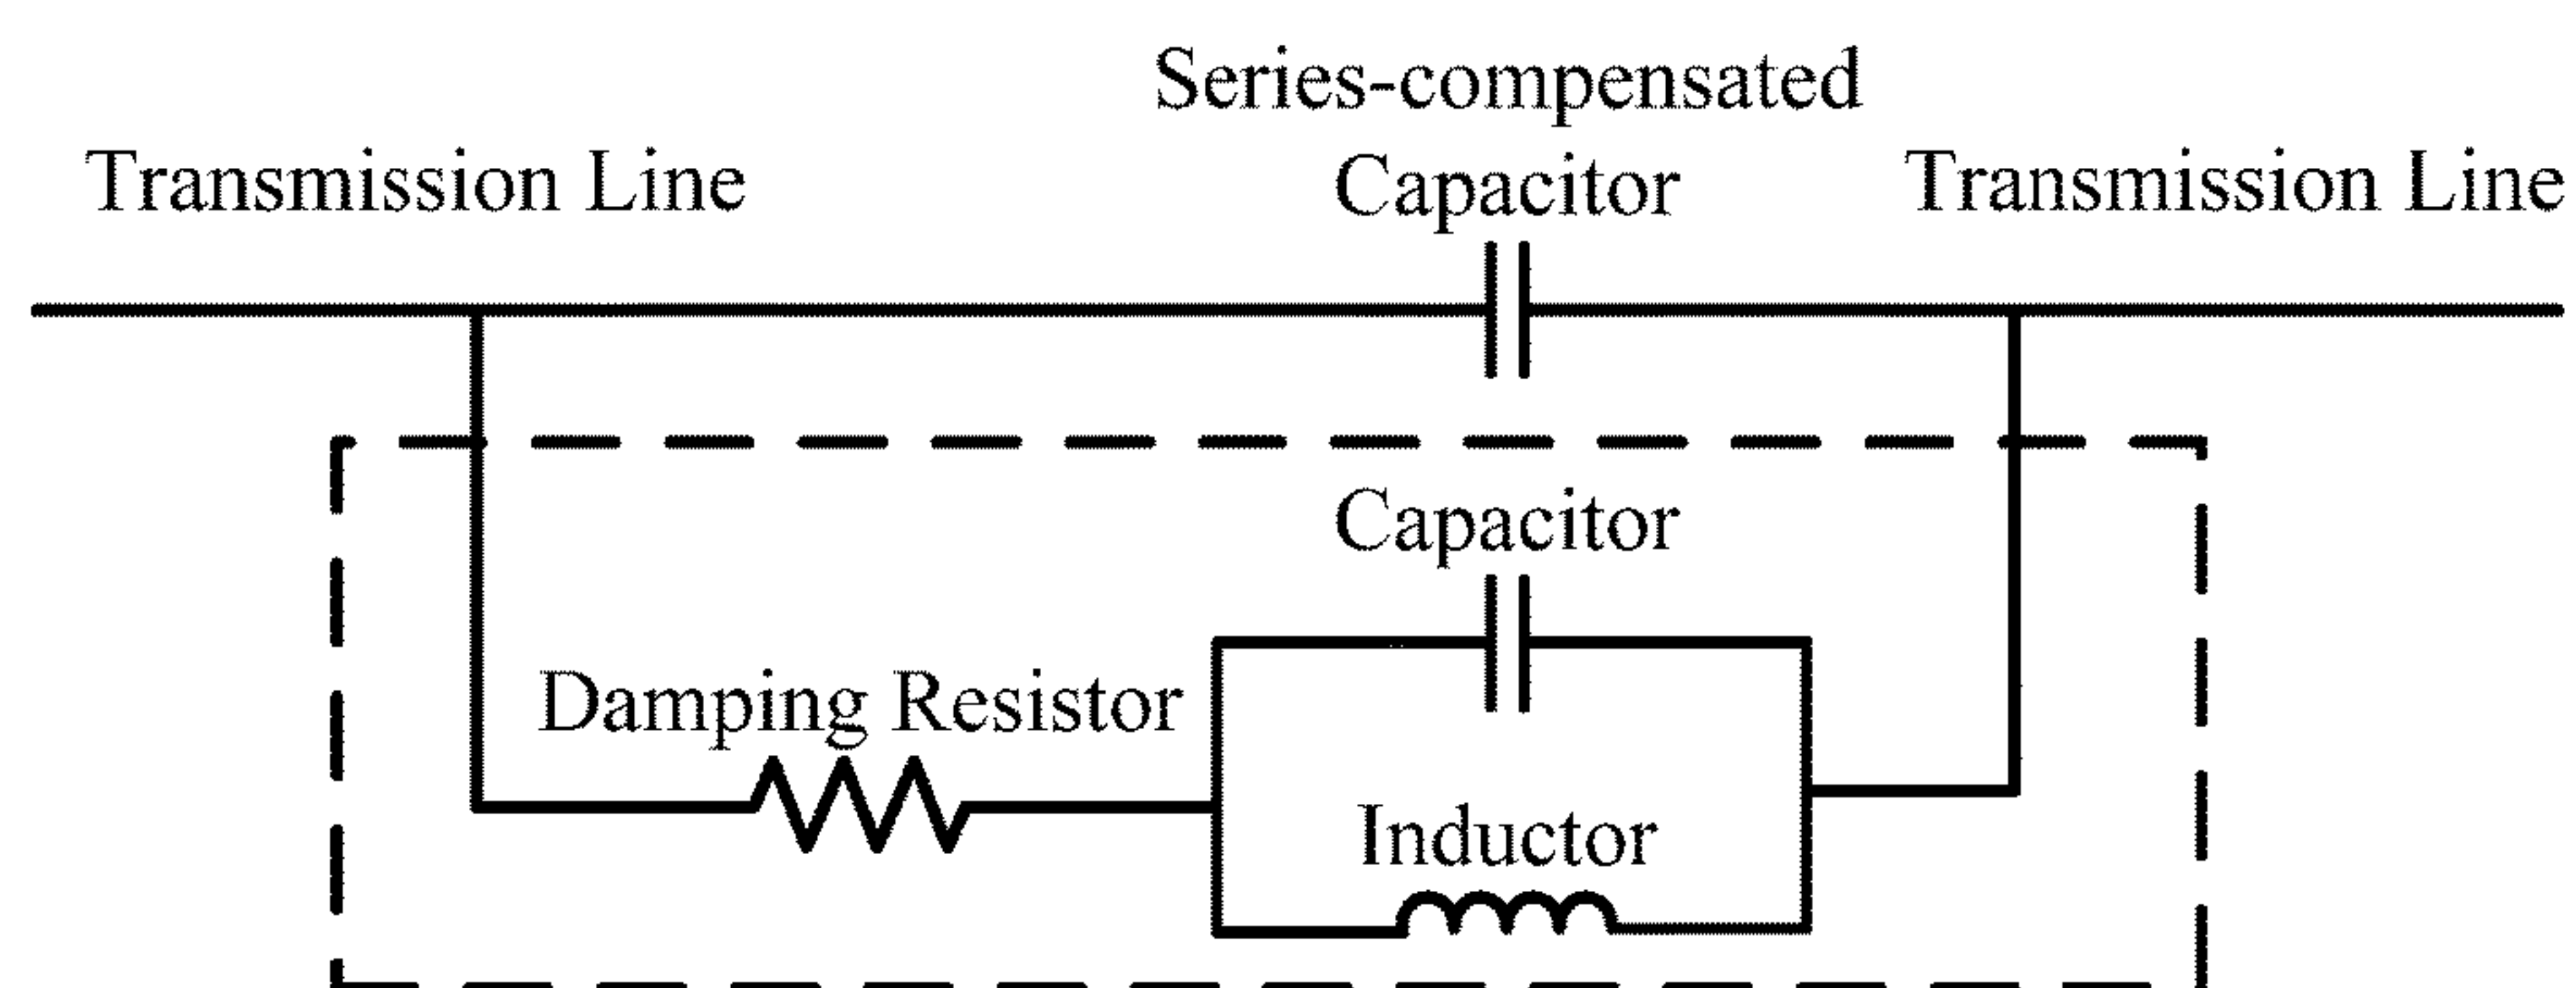 Series-compensated
Capacitor
Transmission Line
Transmission Line
Capacitor
Damping Resistor
Inductor